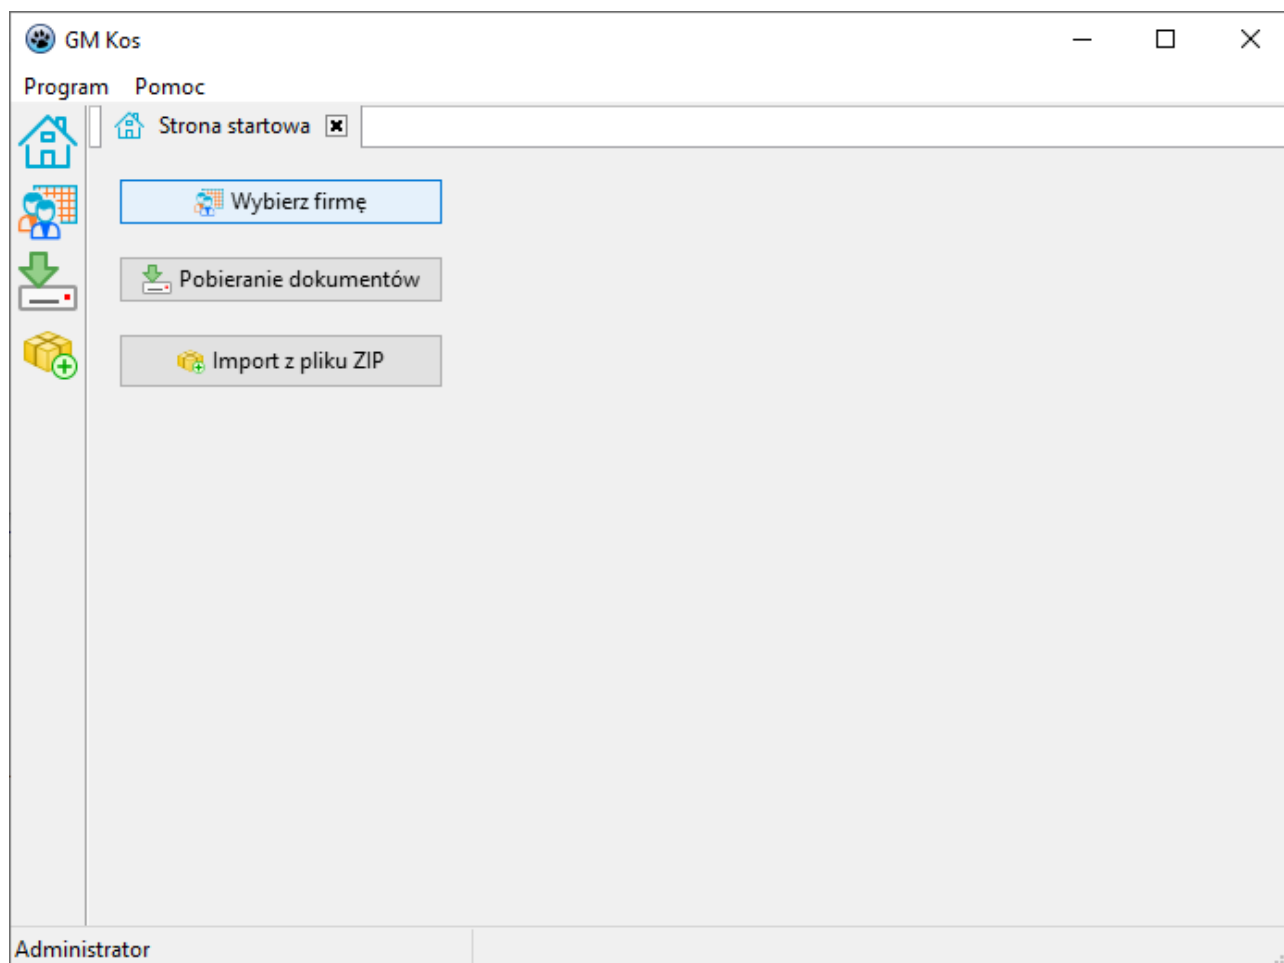 GM Kos
Program Pomoc
Strona startowa
Wybierz firmę
Pobieranie dokumentów
Import z pliku ZIP
Administrator